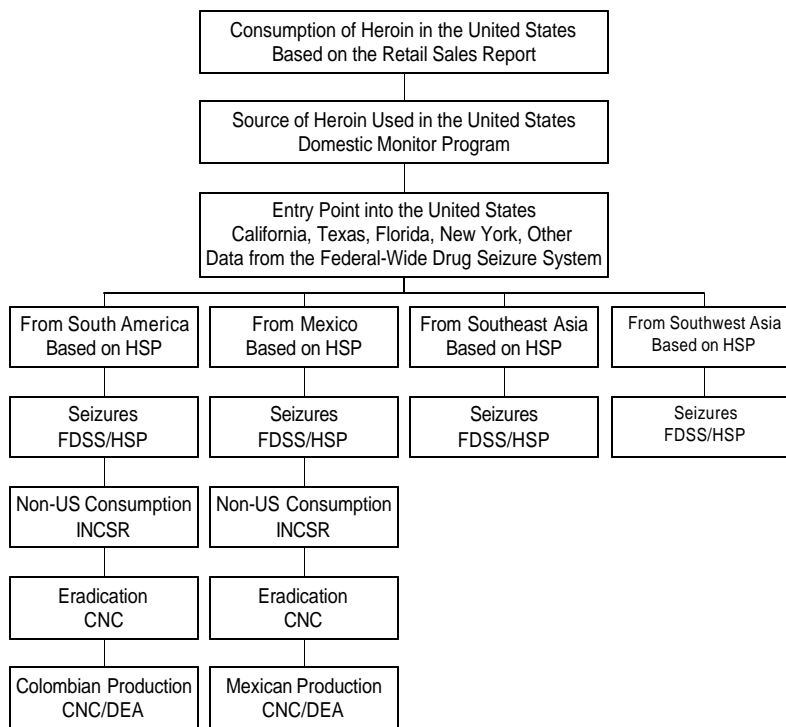 Consumption of Heroin in the United States
Based on the Retail Sales Report
Source of Heroin Used in the United States
Domestic Monitor Program
Entry Point into the United States
California, Texas, Florida, New York, Other
Data from the Federal-Wide Drug Seizure System
From South America
Based on HSP
From Mexico
Based on HSP
From Southeast Asia
Based on HSP
From Southwest Asia
Based on HSP
Seizures
FDSS/HSP
Seizures
FDSS/HSP
Seizures
FDSS/HSP
Seizures
FDSS/HSP
Non-US Consumption
INCSR
Non-US Consumption
INCSR
Eradication
CNC
Eradication
CNC
Colombian Production
CNC/DEA
Mexican Production
CNC/DEA